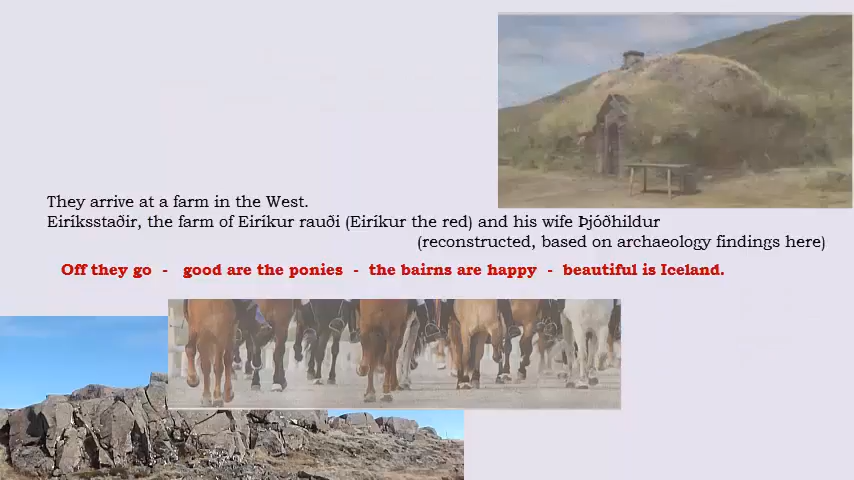 They arrive at a farm in the West.
Eiríksstaðir, the farm of Eiríkur rauði (Eiríkur the red) and his wife Þjóðhildur
(reconstructed, based on archaeology findings here)
Off they go - good are the ponies - the bairns are happy - beautiful is Iceland.